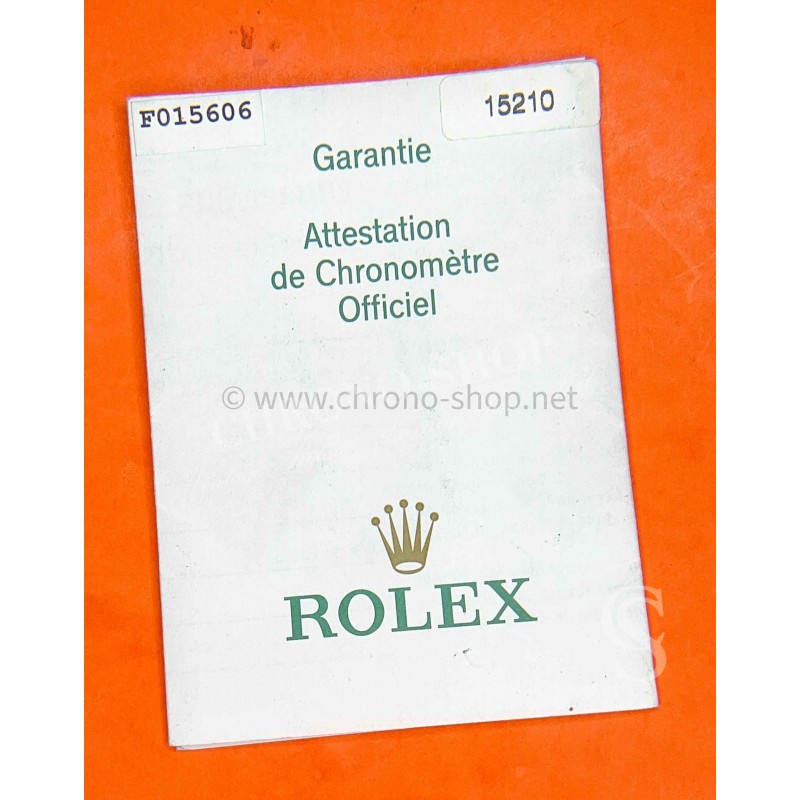 F015606
15210
Garantie
Attestation
de Chronomètre
Officiel
© www.chrono-shop.net
ROLEX